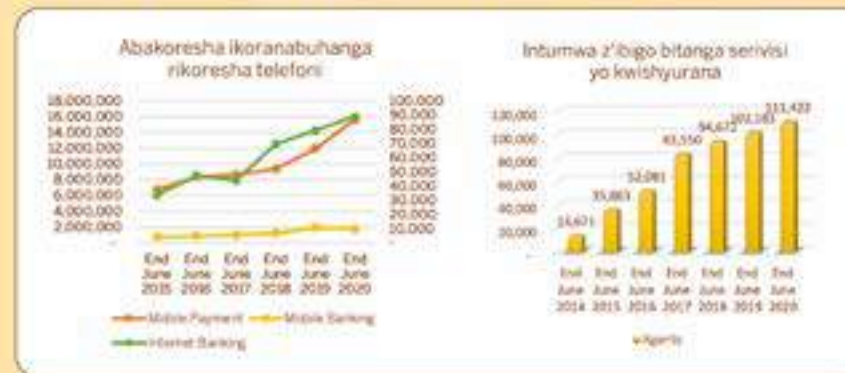 Abakoresha ikoranabuhanga
rikoresha telefoni
18,000,000
16,000,000
14,000,000
12,000,000
10,000,000
8,000,000
6,000,000
4,000,000
2,000,000
-
100,000
90,000
80,000
70,000
60,000
50,000
40,000
30,000
20,000
10,000
-
End June 2015
End June 2016
End June 2017
End June 2018
End June 2019
End June 2020
Mobile Payment
Mobile Banking
Internet Banking
Intumwa z'ibigo bitanga serivisi
yo kwishyurana
120,000
100,000
80,000
60,000
40,000
20,000
-
35,863
94,672
End June 2014
End June 2015
End June 2016
End June 2017
End June 2018
End June 2019
End June 2020
Agents